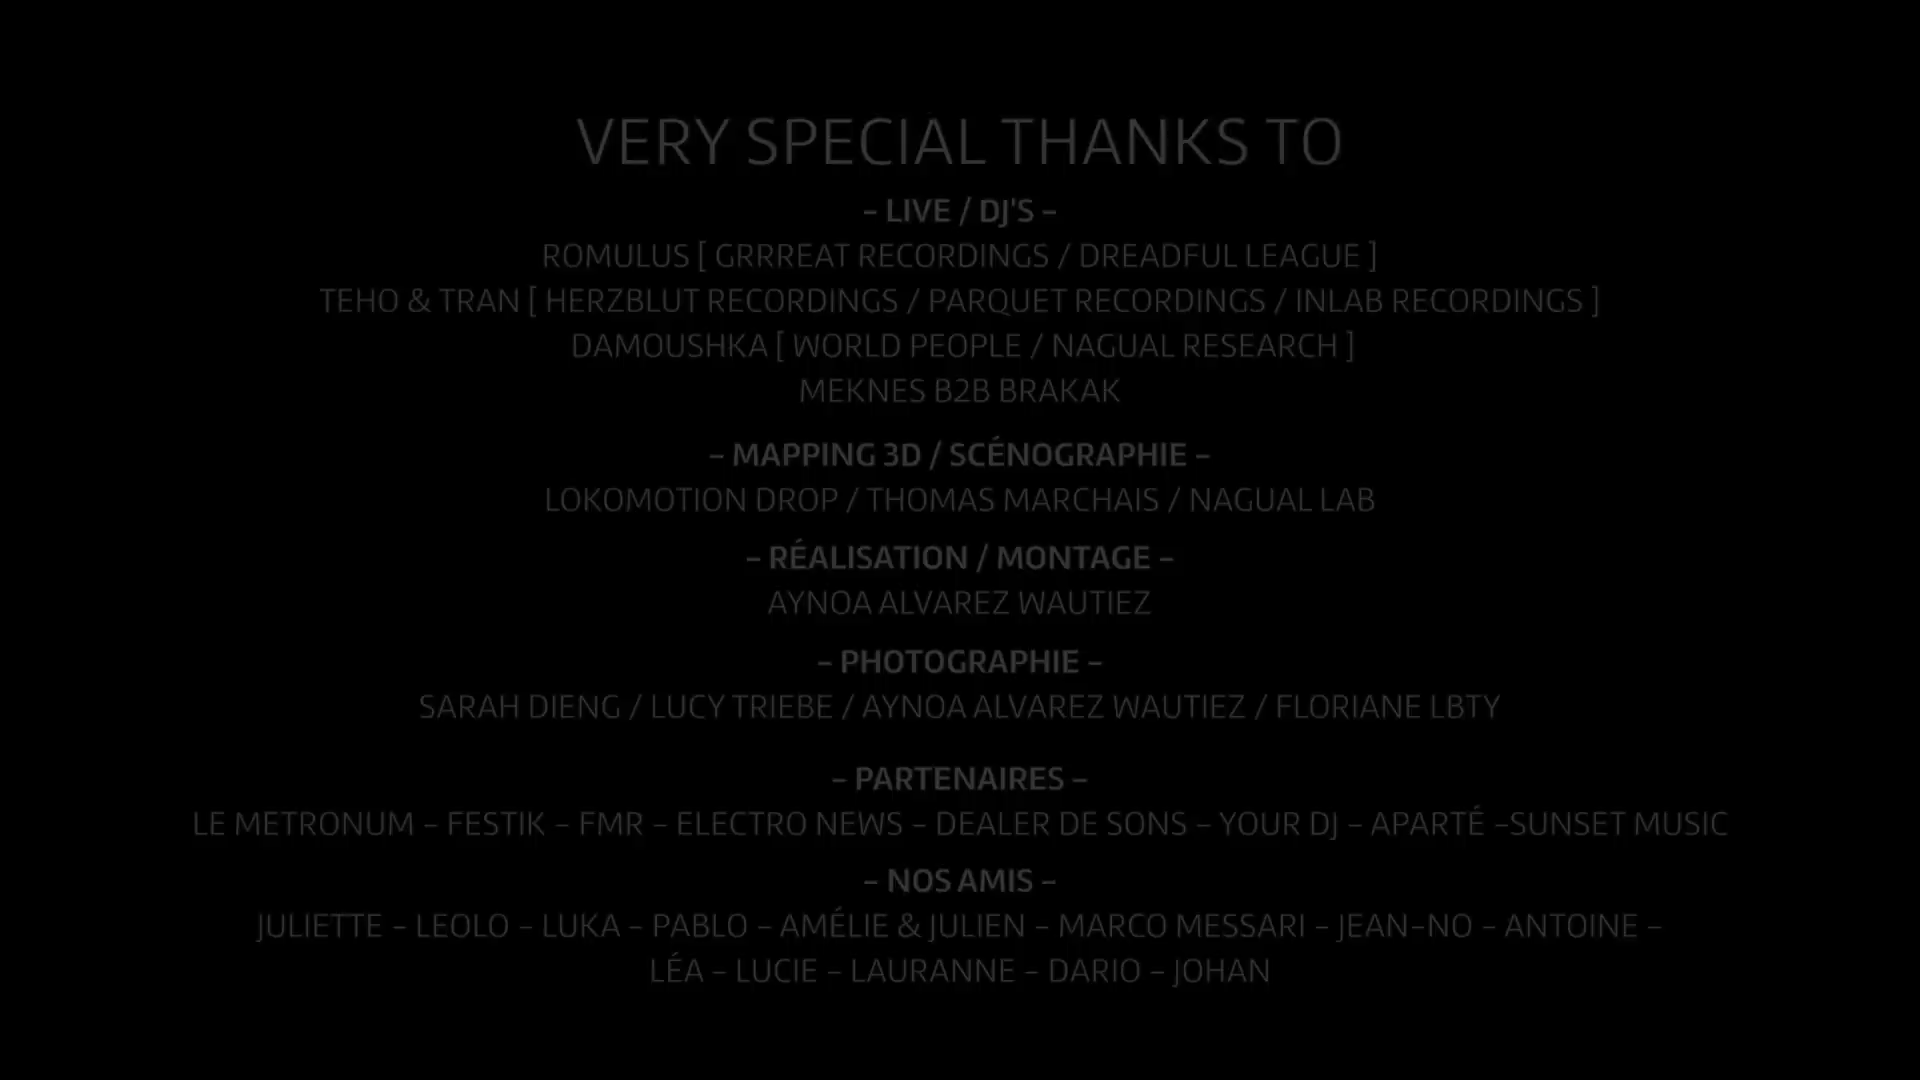 VERY SPECIAL THANKS TO
– LIVE / DJ'S –
ROMULUS [ GRRREAT RECORDINGS / DREADFUL LEAGUE ]
TEHO & TRAN [ HERZBLUT RECORDINGS / PARQUET RECORDINGS / INLAB RECORDINGS ]
DAMOUSHKA [ WORLD PEOPLE / NAGUAL RESEARCH ]
MEKNES B2B BRAKAK
– MAPPING 3D / SCÉNOGRAPHIE –
LOKOMOTION DROP / THOMAS MARCHAIS / NAGUAL LAB
– RÉALISATION / MONTAGE –
AYNOA ALVAREZ WAUTIEZ
– PHOTOGRAPHIE –
SARAH DIENG / LUCY TRIEBE / AYNOA ALVAREZ WAUTIEZ / FLORIANE LBTY
– PARTENAIRES –
LE METRONUM – FESTIK – FMR – ELECTRO NEWS – DEALER DE SONS – YOUR DJ – APARTÉ –SUNSET MUSIC
– NOS AMIS –
JULIETTE – LEOLO – LUKA – PABLO – AMÉLIE & JULIEN – MARCO MESSARI – JEAN-NO – ANTOINE –
LÉA – LUCIE – LAURANNE – DARIO – JOHAN